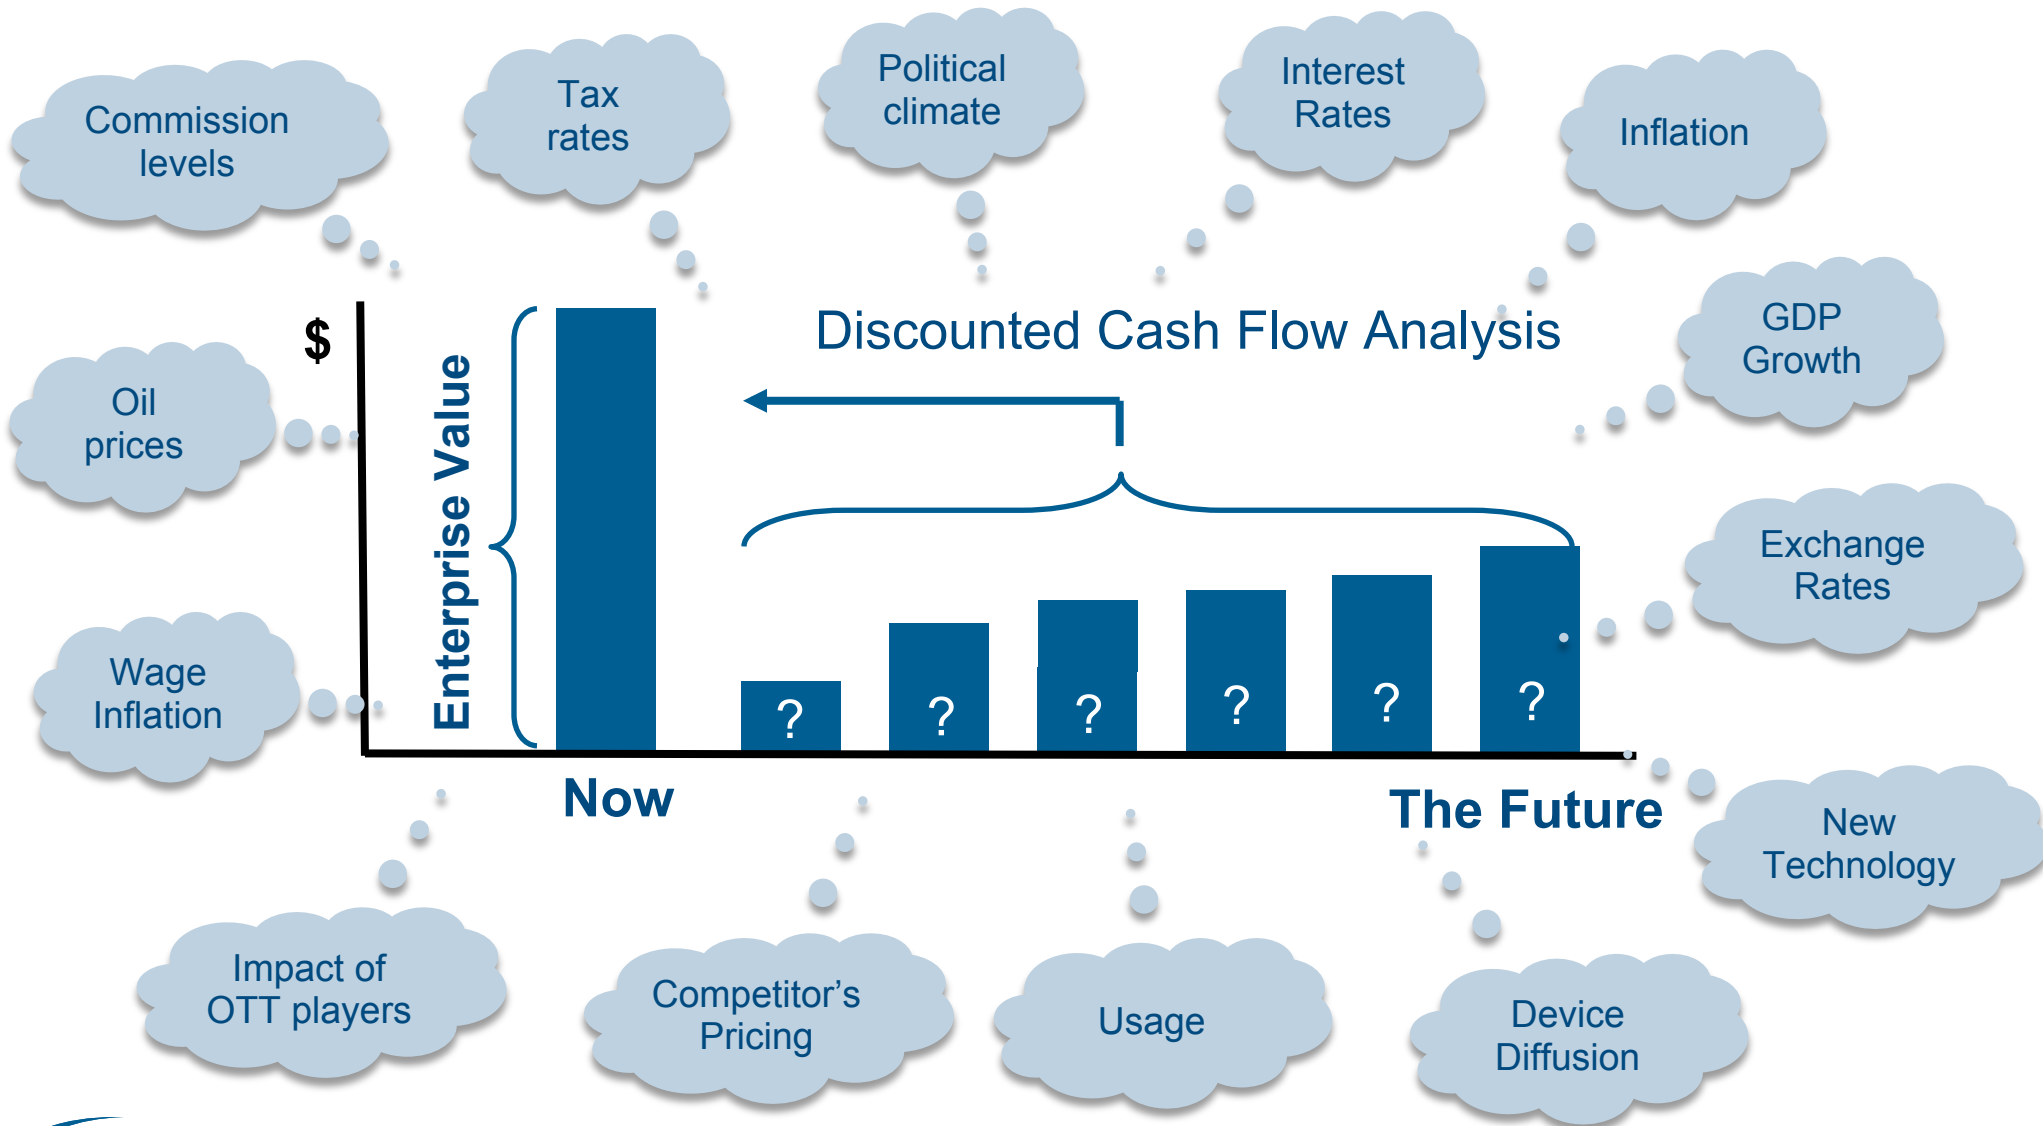 Commission
levels
Tax
rates
Political
climate
Interest
Rates
Inflation
GDP
Growth
$
Discounted Cash Flow Analysis
Oil
prices
Enterprise Value
Exchange
Rates
Wage
Inflation
?
?
?
?
?
?
Now
The Future
New
Technology
Impact of
OTT players
Competitor’s
Pricing
Usage
Device
Diffusion